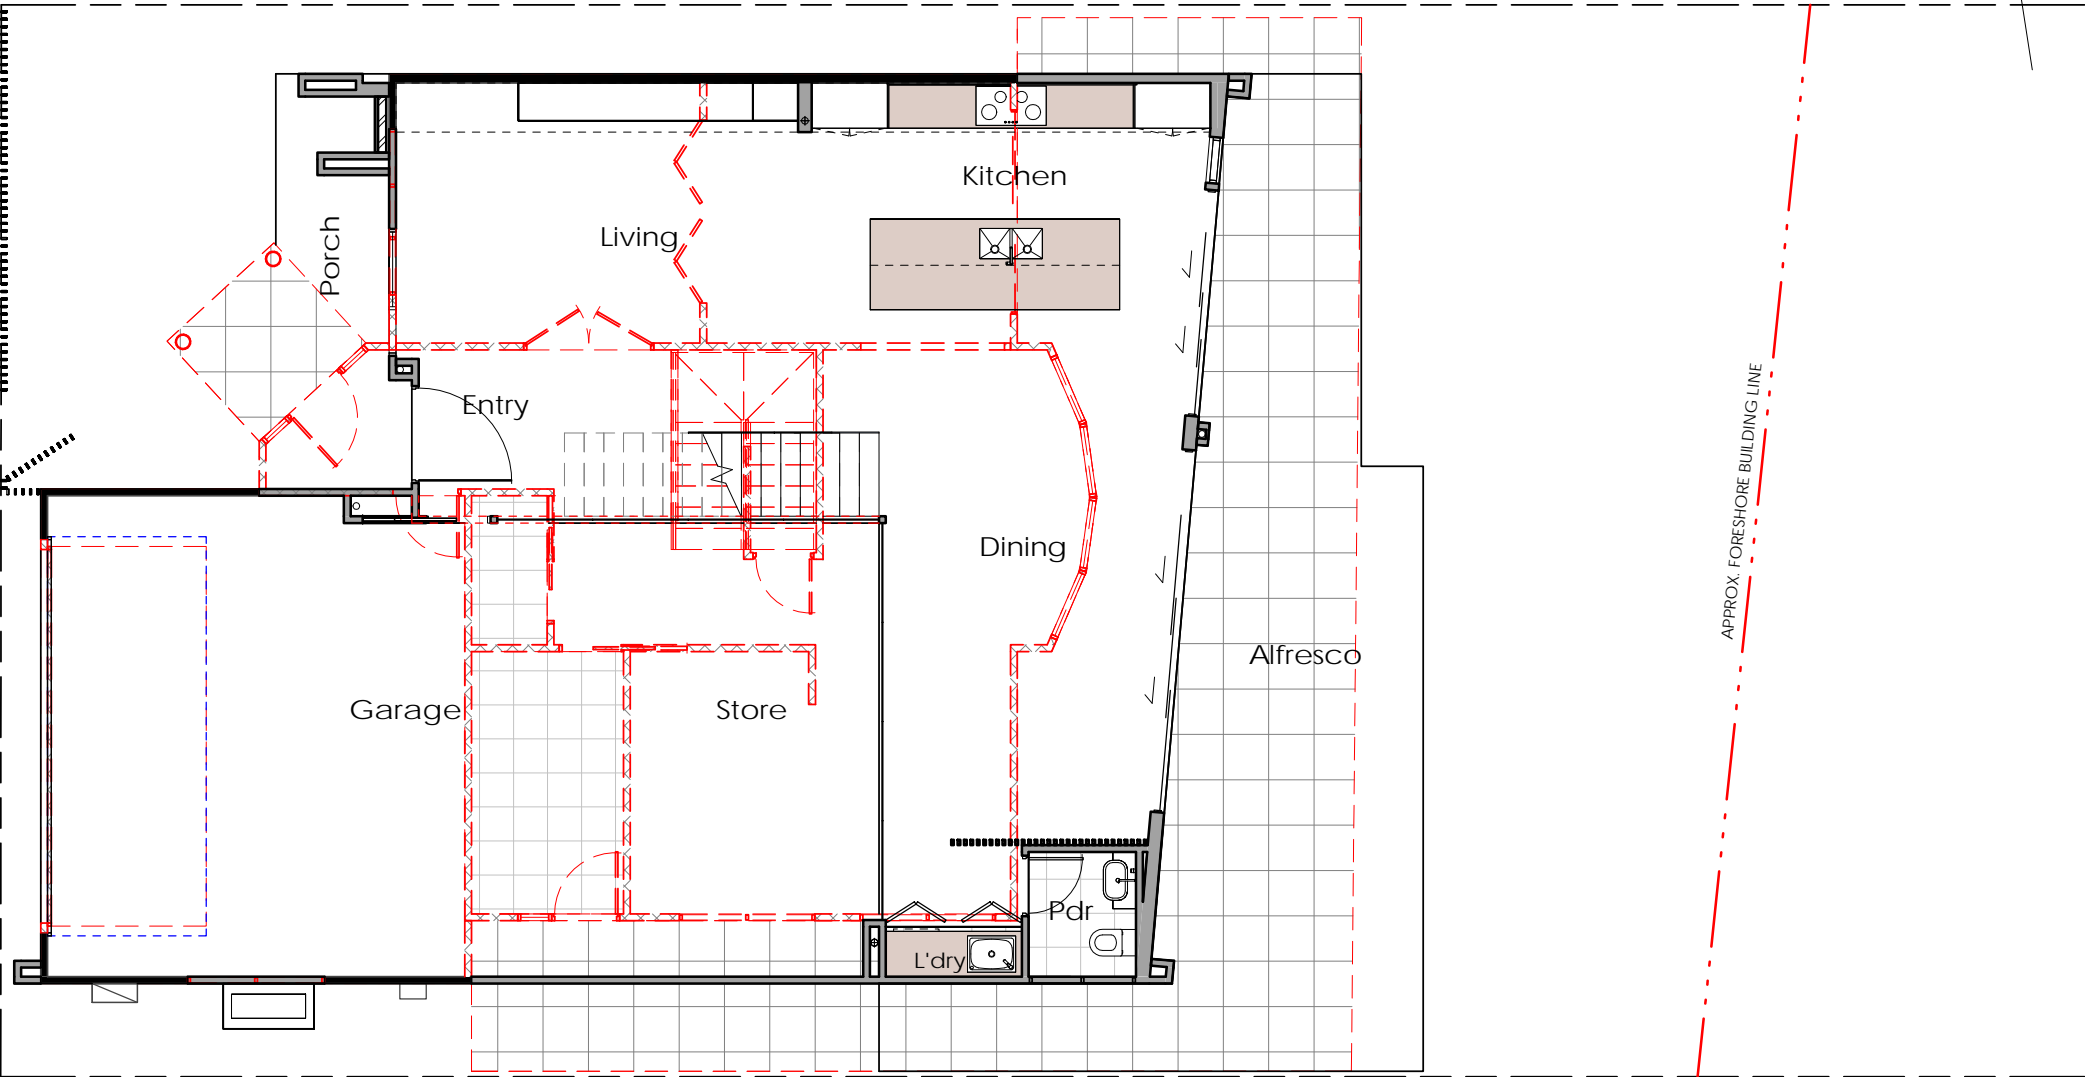 Kitchen
Living
Porch
Entry
APPROX. FORESHORE BUILDING LINE
Dining
Alfresco
Garage
Store
Pdr
L'dry